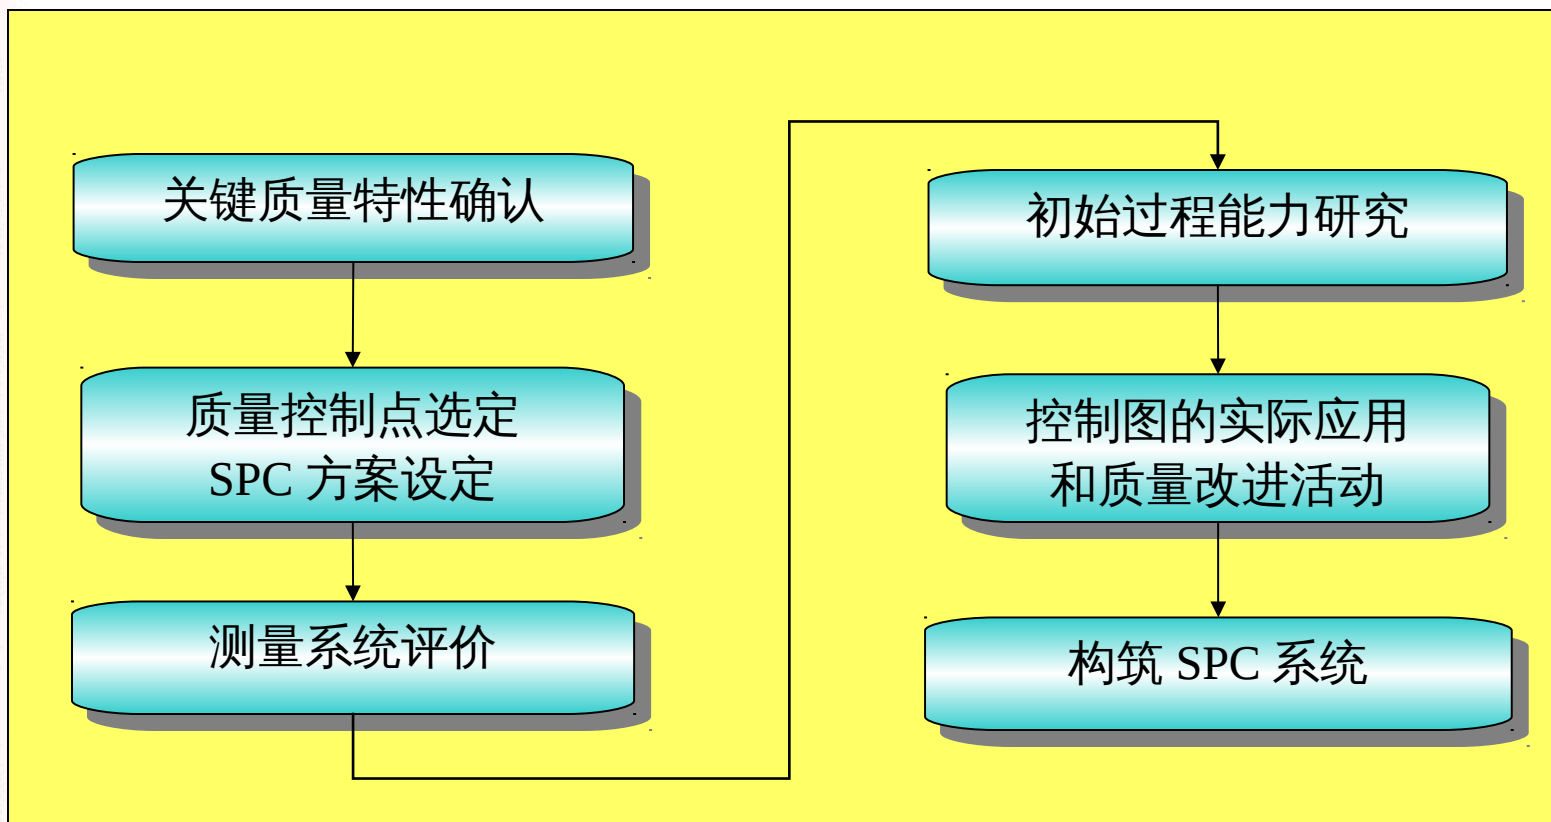 关键质量特性确认
质量控制点选定
SPC 方案设定
测量系统评价
初始过程能力研究
控制图的实际应用
和质量改进活动
构筑 SPC 系统